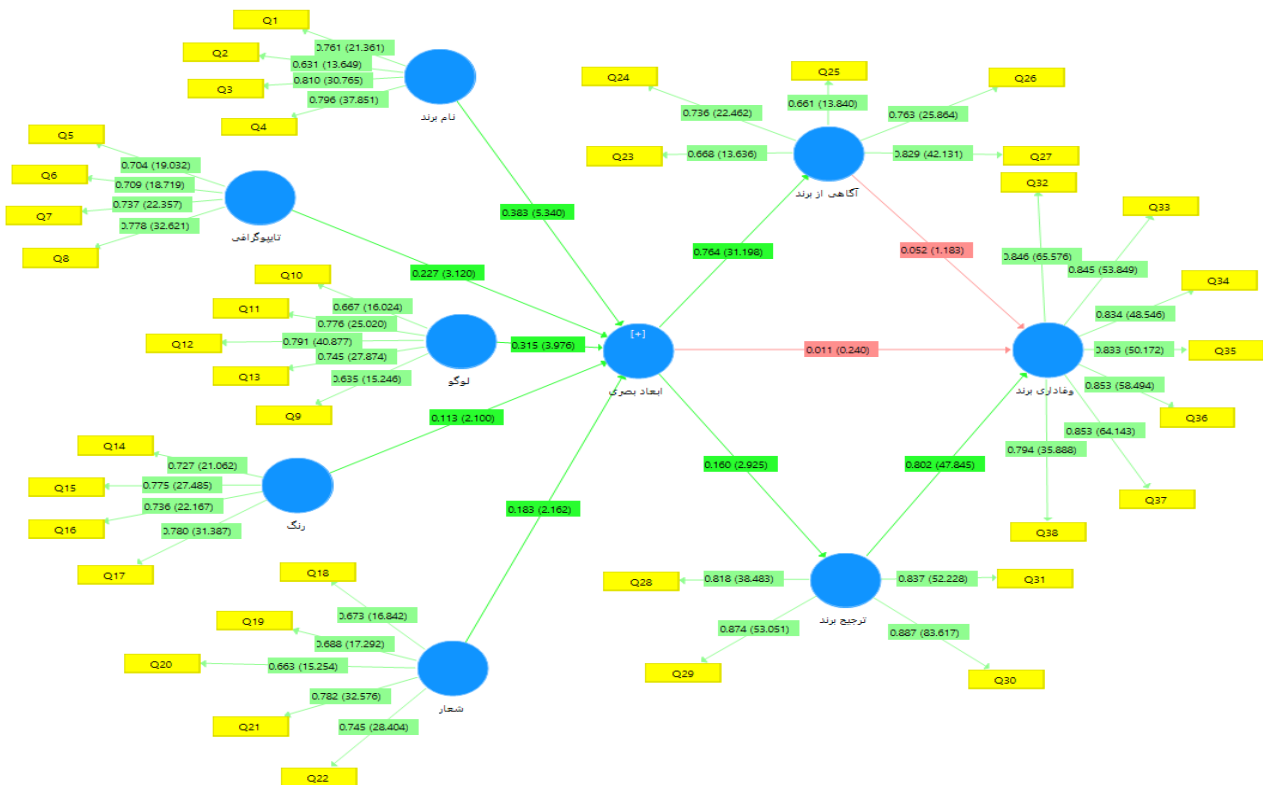 Q1
Q2
Q3
Q4
0.761 (21.361)
0.631 (13.649)
0.810 (30.765)
0.796 (37.851)
نام برند
Q5
Q6
Q7
Q8
0.704 (19.032)
0.709 (18.719)
0.737 (22.357)
0.778 (32.621)
تایپوگرافی
Q10
Q11
Q12
Q13
Q9
0.667 (16.024)
0.776 (25.020)
0.791 (40.877)
0.745 (27.874)
0.635 (15.246)
لوگو
Q14
Q15
Q16
Q17
0.727 (21.062)
0.775 (27.485)
0.736 (22.167)
0.780 (31.387)
رنگ
Q18
Q19
Q20
Q21
Q22
0.673 (16.842)
0.688 (17.292)
0.663 (15.254)
0.782 (32.576)
0.745 (28.404)
شعار
0.383 (5.340)
0.227 (3.120)
0.315 (3.976)
0.113 (2.100)
0.183 (2.162)
[+]
ابعاد بصری
0.764 (31.198)
0.011 (0.240)
0.160 (2.925)
Q24
Q25
Q26
Q23
Q27
0.736 (22.462)
0.661 (13.840)
0.763 (25.864)
0.668 (13.636)
0.829 (42.131)
آگاهی از برند
0.052 (1.183)
0.802 (47.845)
Q32
Q33
Q34
Q35
Q36
Q37
Q38
0.846 (65.576)
0.845 (53.849)
0.834 (48.546)
0.833 (50.172)
0.853 (58.494)
0.853 (64.143)
0.794 (35.888)
وفاداری برند
Q28
Q29
Q30
Q31
0.818 (38.483)
0.837 (52.228)
0.874 (53.051)
0.887 (83.617)
ترجیح برند